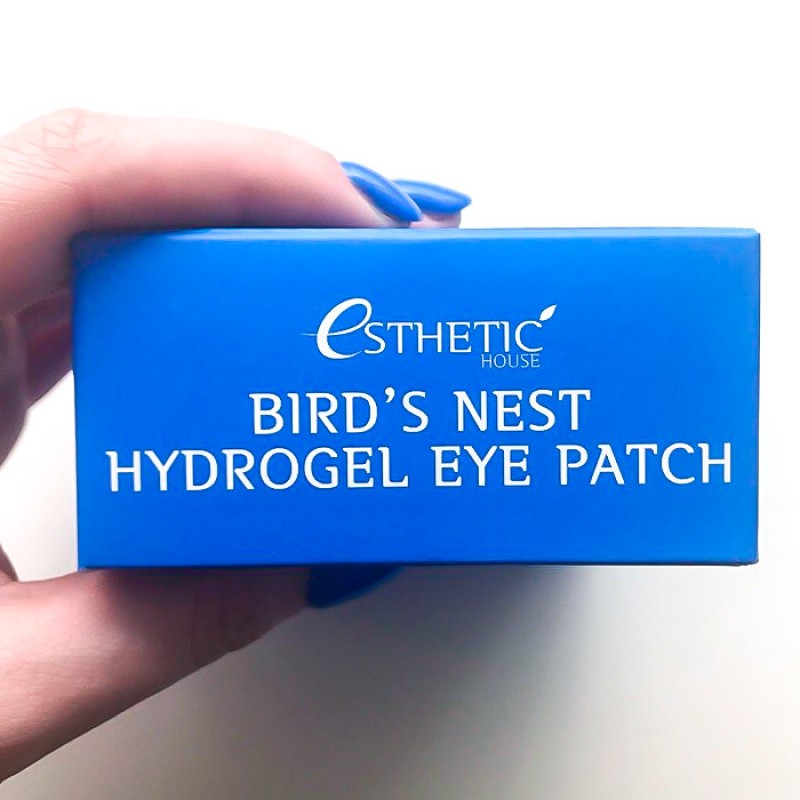 eSTHETIC
HOUSE
BIRD'S NEST
HYDROGEL EYE PATCH